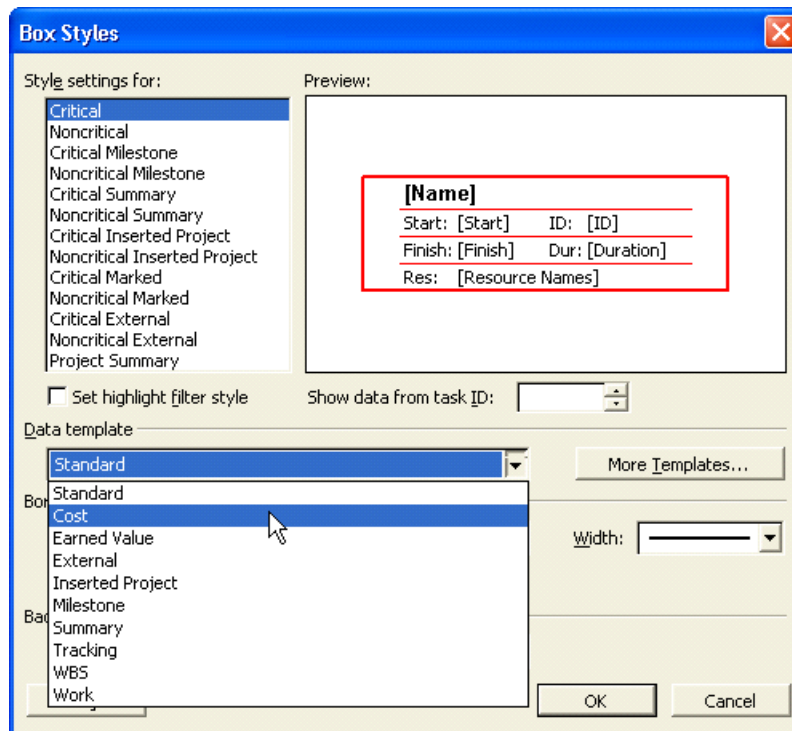 Box Styles
Style settings for:
Preview:
Critical
Noncritical
Critical Milestone
Noncritical Milestone
Critical Summary
Noncritical Summary
Critical Inserted Project
Noncritical Inserted Project
Critical Marked
Noncritical Marked
Critical External
Noncritical External
Project Summary
[Name]
Start: [Start] ID: [ID]
Finish: [Finish] Dur: [Duration]
Res: [Resource Names]
Set highlight filter style
Show data from task ID:
Data template
Standard
More Templates...
Standard
Cost
Earned Value
External
Inserted Project
Milestone
Summary
Tracking
WBS
Work
Width:
OK
Cancel